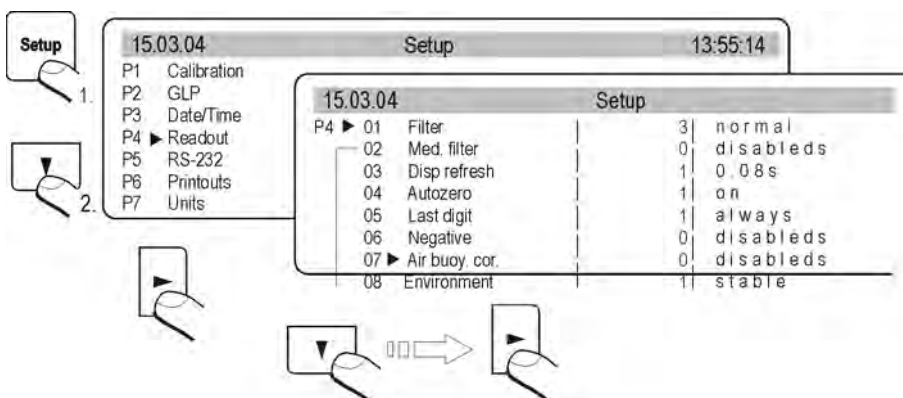 Setup
1.
2.
15.03.04 Setup 13:55:14
P1 Calibration
P2 GLP
P3 Date/Time
P4 Readout
P5 RS-232
P6 Printouts
P7 Units
15.03.04 Setup
P4 01 Filter | 3| normal
02 Med. filter | 0| disableds
03 Disp refresh | 1| 0.08s
04 Autozero | 1| on
05 Last digit | 1| always
06 Negative | 0| disableds
07 Air buoy. cor. | 0| disableds
08 Environment | 1| stable